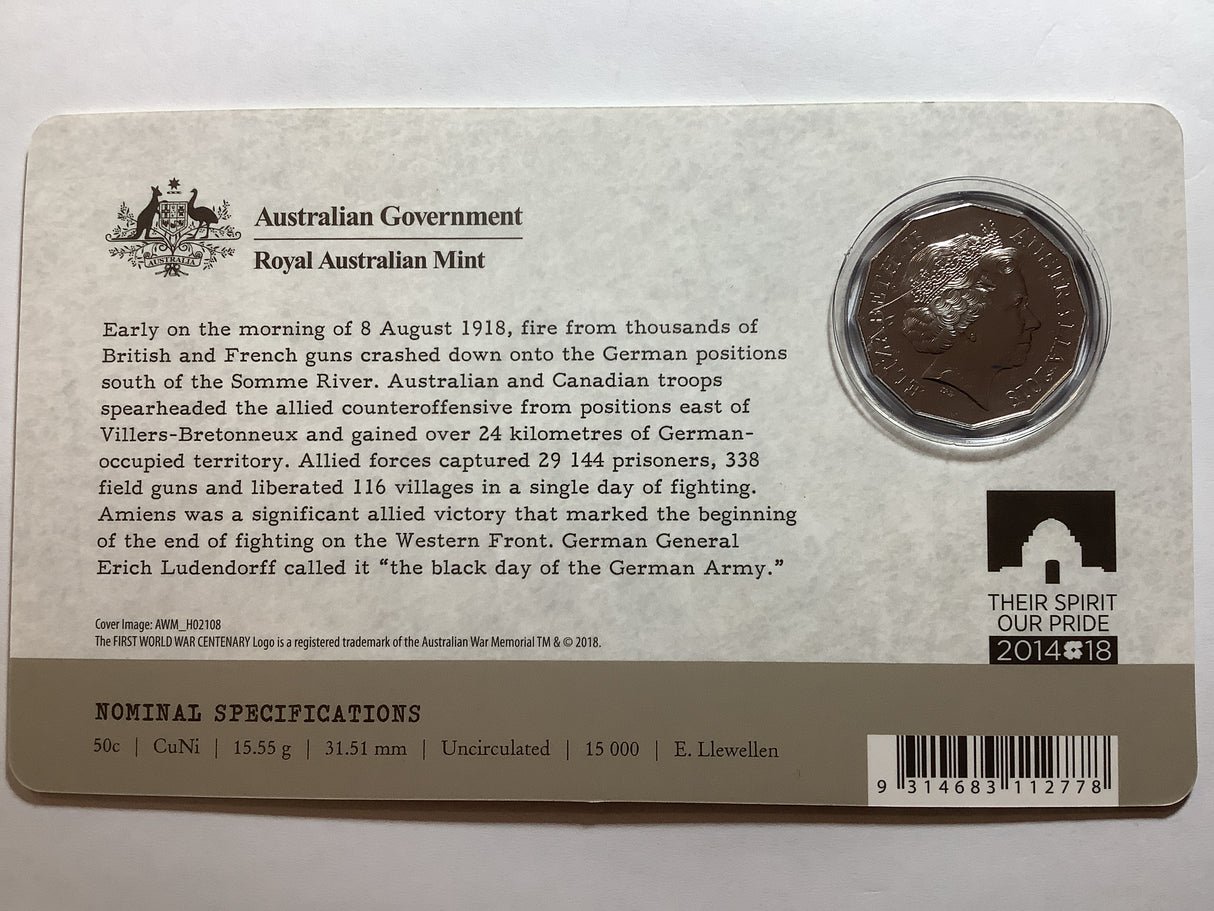 Australian Government
Royal Australian Mint
AUSTRALIA
ELIZABETH II AUSTRALIA 2018
Early on the morning of 8 August 1918, fire from thousands of
British and French guns crashed down onto the German positions
south of the Somme River. Australian and Canadian troops
spearheaded the allied counteroffensive from positions east of
Villers-Bretonneux and gained over 24 kilometres of German-
occupied territory. Allied forces captured 29 144 prisoners, 338
field guns and liberated 116 villages in a single day of fighting.
Amiens was a significant allied victory that marked the beginning
of the end of fighting on the Western Front. German General
Erich Ludendorff called it “the black day of the German Army.”
Cover Image: AWM_H02108
The FIRST WORLD WAR CENTENARY Logo is a registered trademark of the Australian War Memorial TM & © 2018.
THEIR SPIRIT
OUR PRIDE
2014 18
NOMINAL SPECIFICATIONS
50c | CuNi | 15.55 g | 31.51 mm | Uncirculated | 15 000 | E. Llewellen
9 314683 112778